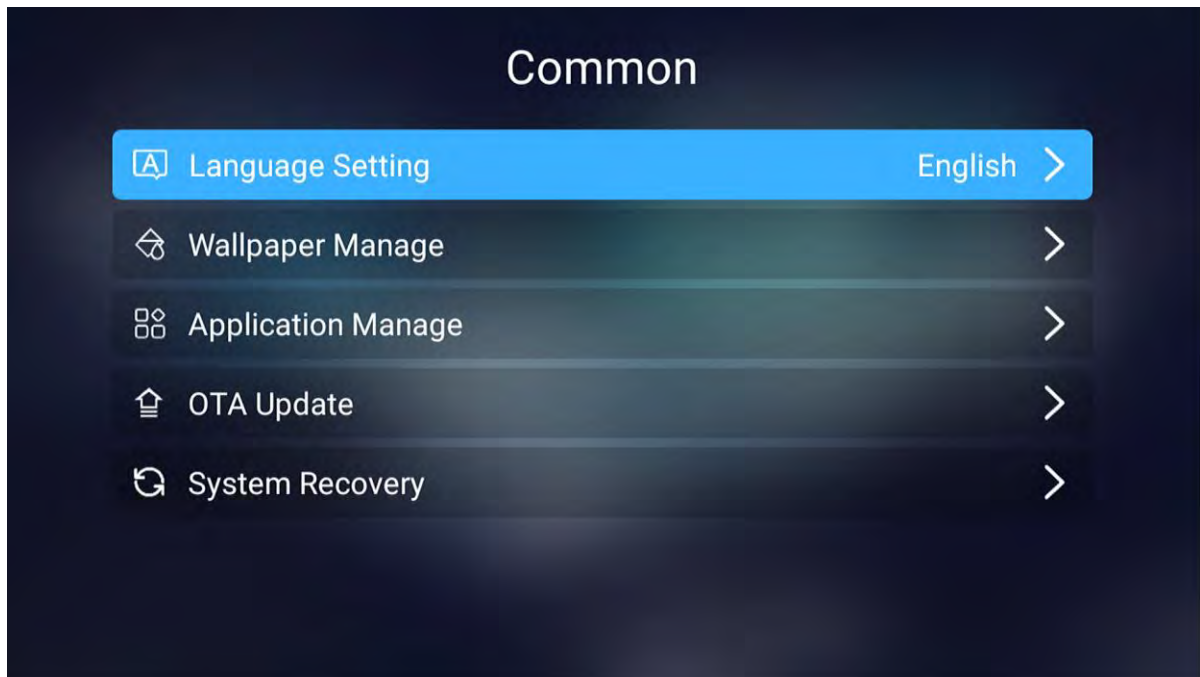 Common
Language Setting English
Wallpaper Manage
Application Manage
OTA Update
System Recovery